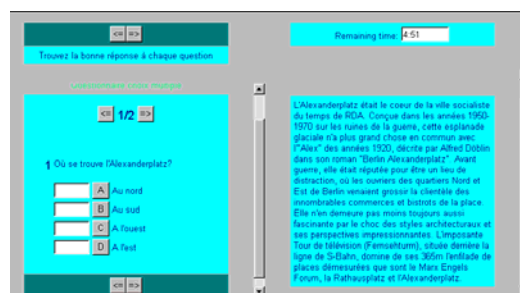 <= =>
Trouvez la bonne réponse à chaque question
Remaining time: 4:51
Questionnaire choix multiple
<= 1/2 =>
1 Où se trouve l'Alexanderplatz?
A Au nord
B Au sud
C A l'ouest
D A l'est
<= =>
L'Alexanderplatz était le coeur de la ville socialiste
du temps de RDA. Conçue dans les années 1950-
1970 sur les ruines de la guerre, cette esplanade
glaciale n'a plus grand chose en commun avec
l'"Alex" des années 1920, décrite par Alfred Döblin
dans son roman "Berlin Alexanderplatz". Avant
guerre, elle était réputée pour être un lieu de
distraction, où les ouvriers des quartiers Nord et
Est de Berlin venaient grossir la clientèle des
innombrables commerces et bistrots de la place.
Elle n'en demeure pas moins toujours aussi
fascinante par le choc des styles architecturaux et
ses perspectives impressionnantes. L'imposante
Tour de télévision (Fernsehturm), située derrière la
ligne de S-Bahn, domine de ses 365m l'enfilade de
places démesurées que sont le Marx Engels
Forum, la Rathausplatz et l'Alexanderplatz.